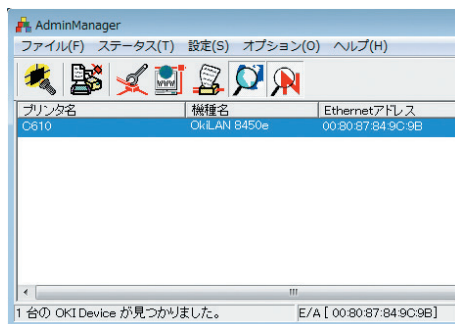 AdminManager
ファイル(F) ステータス(T) 設定(S) オプション(O) ヘルプ(H)
www
プリンタ名 機種名 Ethernetアドレス
C610 OkiLAN 8450e 00:80:87:84:9C:9B
1 台の OKI Device が見つかりました。 E/A [ 00:80:87:84:9C:9B]